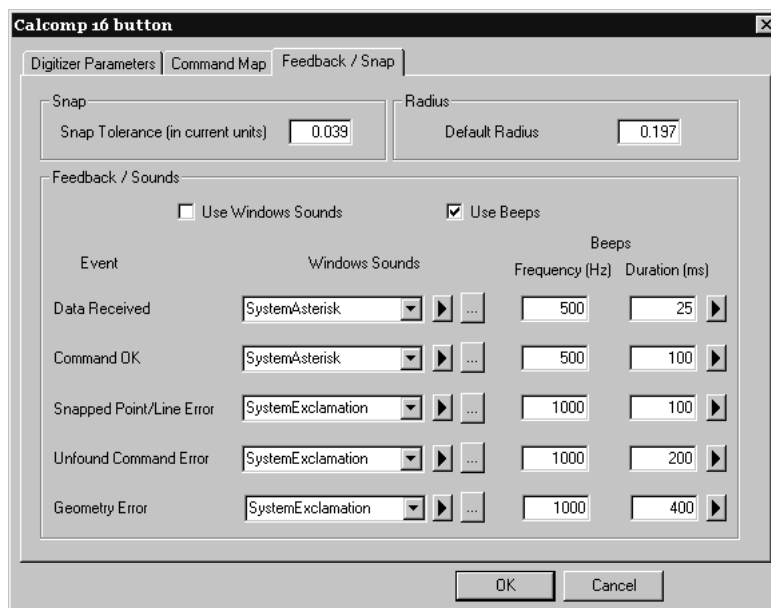 Calcomp 16 button
Digitizer Parameters Command Map Feedback / Snap
Snap Radius
Snap Tolerance (in current units) 0.039 Default Radius 0.197
Feedback / Sounds
Use Windows Sounds Use Beeps
Beeps
Event Windows Sounds Frequency (Hz) Duration (ms)
Data Received SystemAsterisk ... 500 25
Command OK SystemAsterisk ... 500 100
Snapped Point/Line Error SystemExclamation ... 1000 100
Unfound Command Error SystemExclamation ... 1000 200
Geometry Error SystemExclamation ... 1000 400
OK Cancel